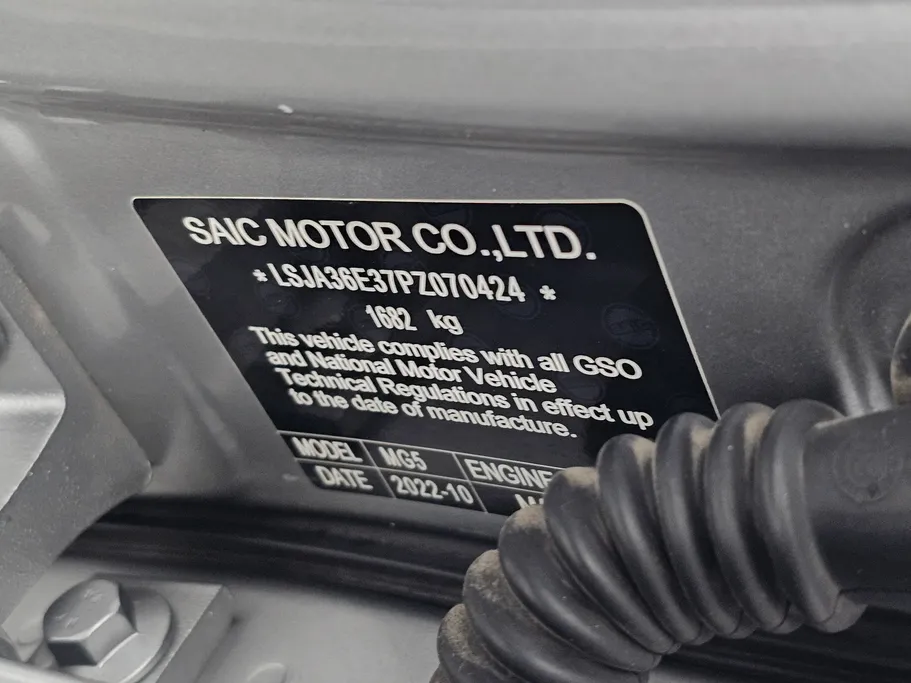 SAIC MOTOR CO.,LTD.
* LSJA36E37PZ070424 *
1682 kg
This vehicle complies with all GSO
and National Motor Vehicle
Technical Regulations in effect up
to the date of manufacture.
MODEL MG5 ENGINE
DATE 2022-10